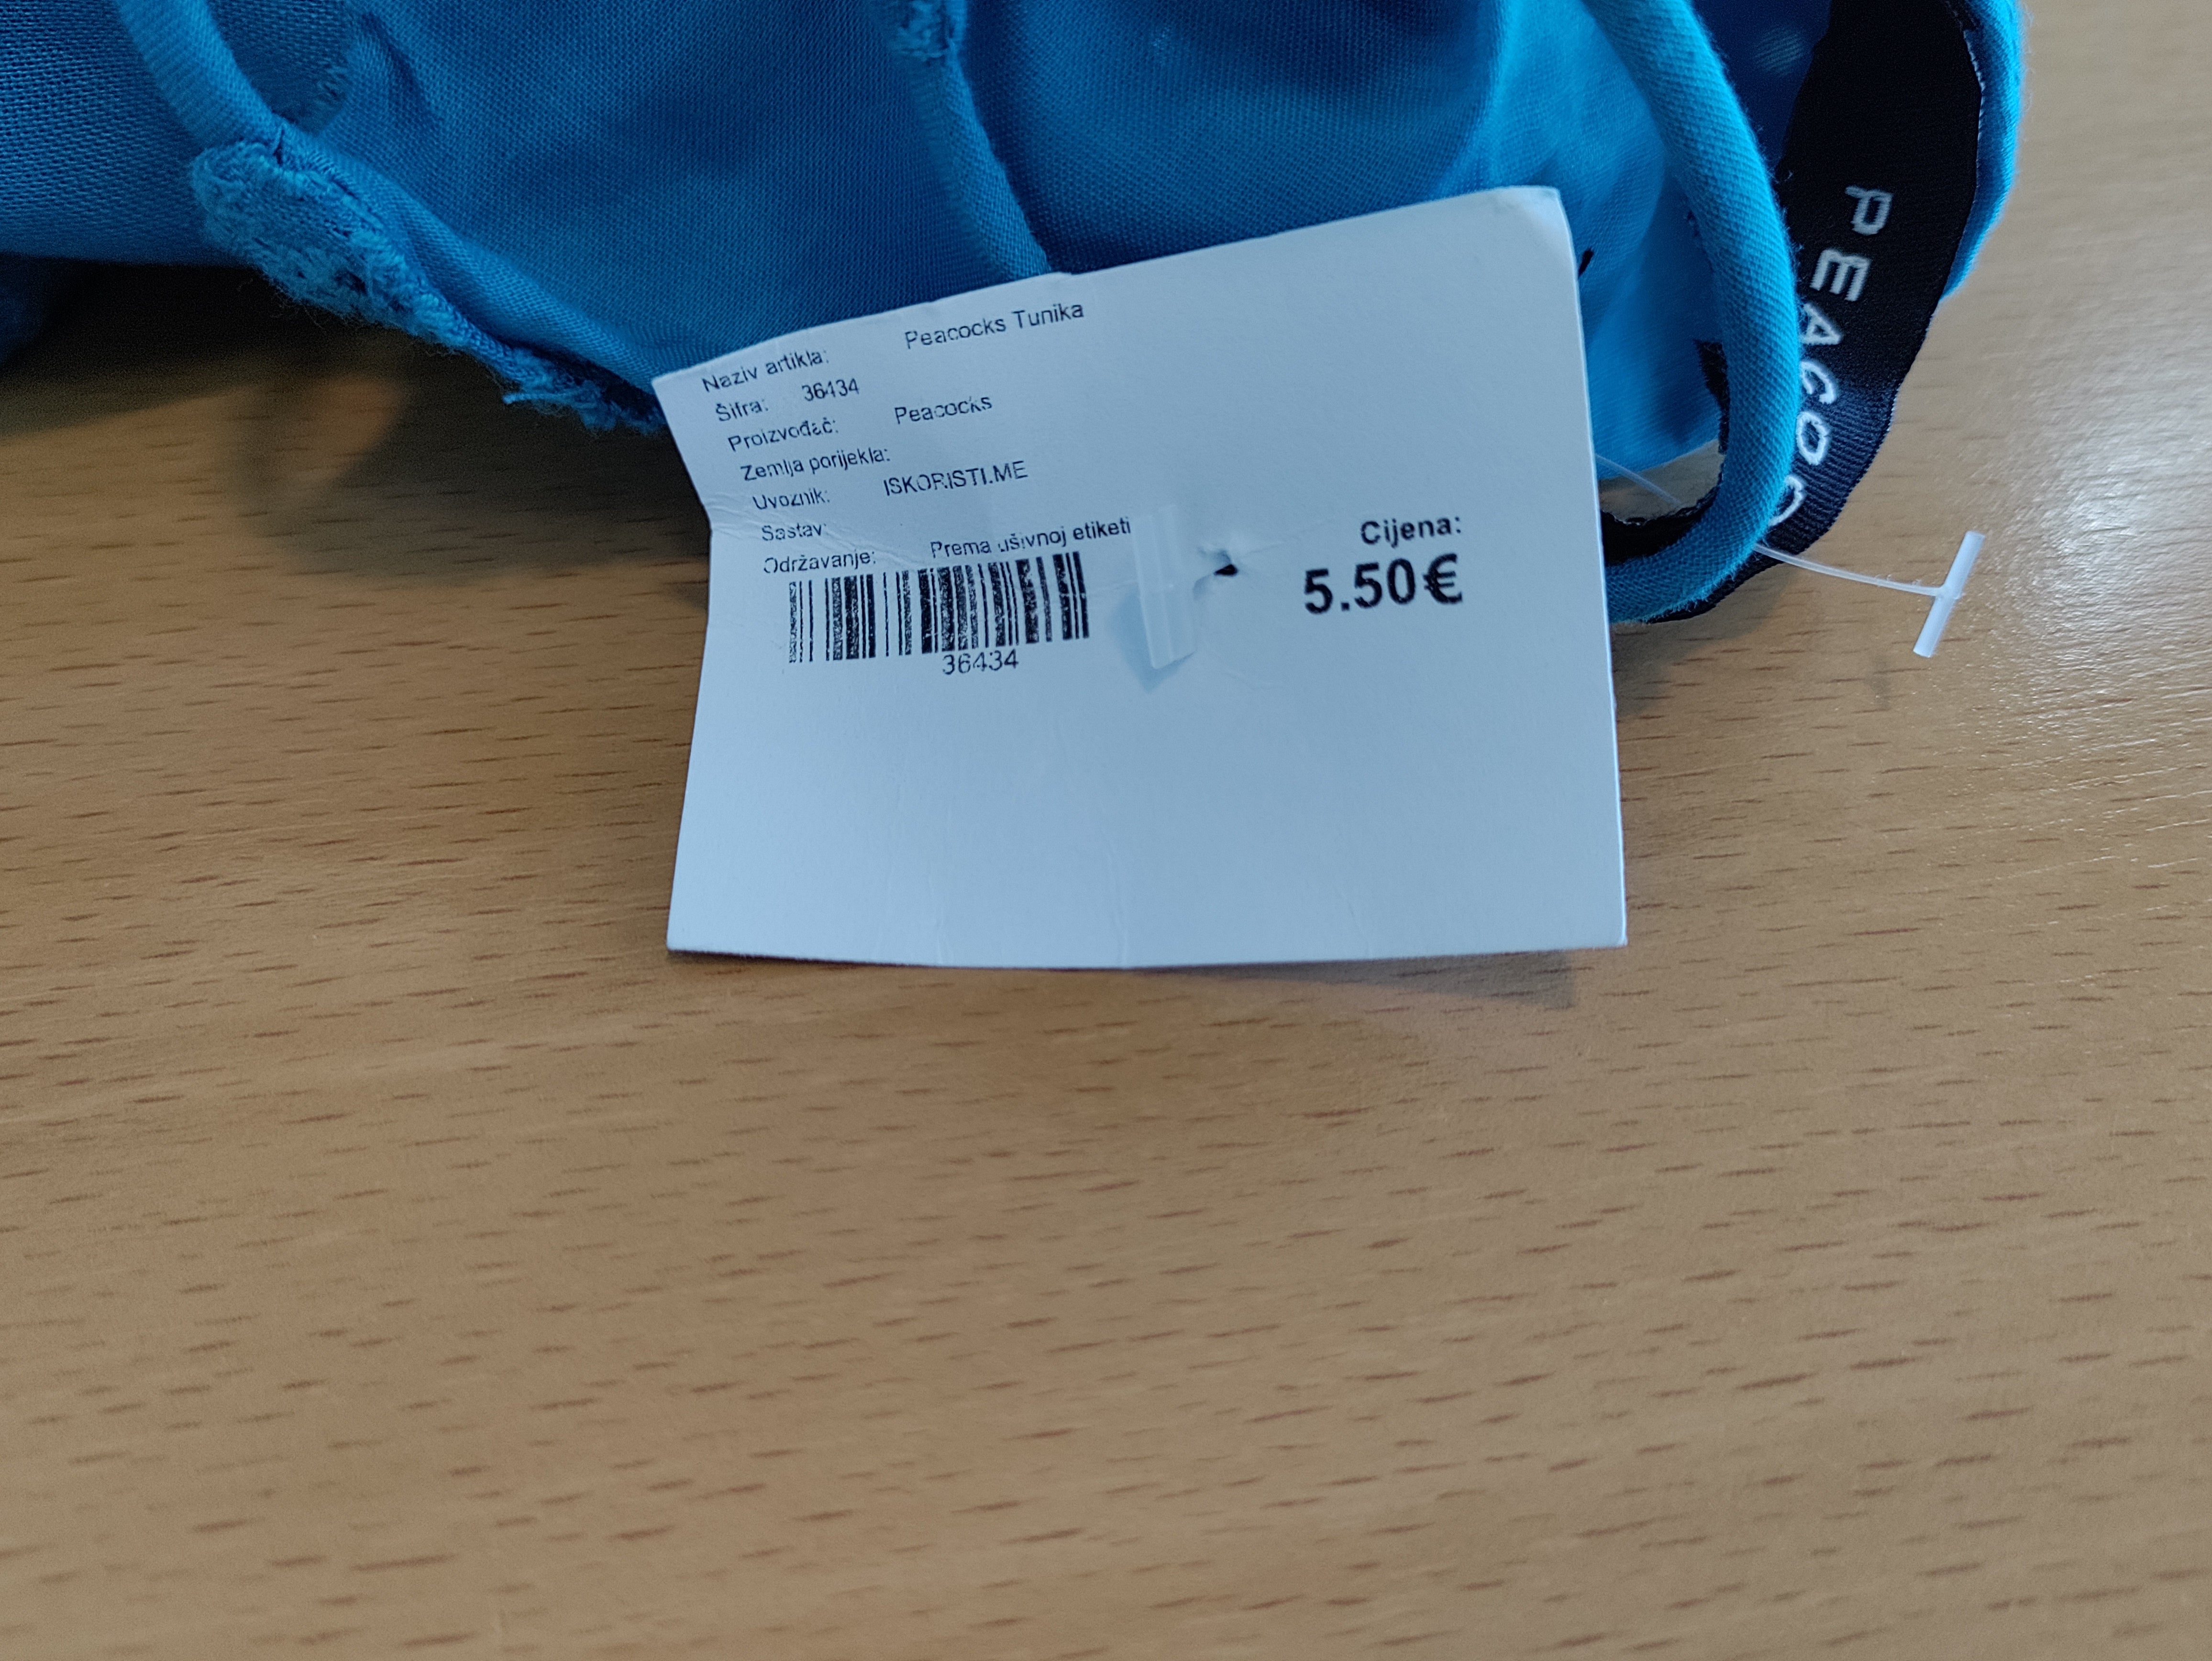 Naziv artikla: Peacocks Tunika
Šifra: 36434
Proizvođač: Peacocks
Zemlja porijekla:
Uvoznik: ISKORISTI.ME
Sastav:
Održavanje: Prema ušivnoj etiketi
36434
Cijena:
5.50€
PEACOC